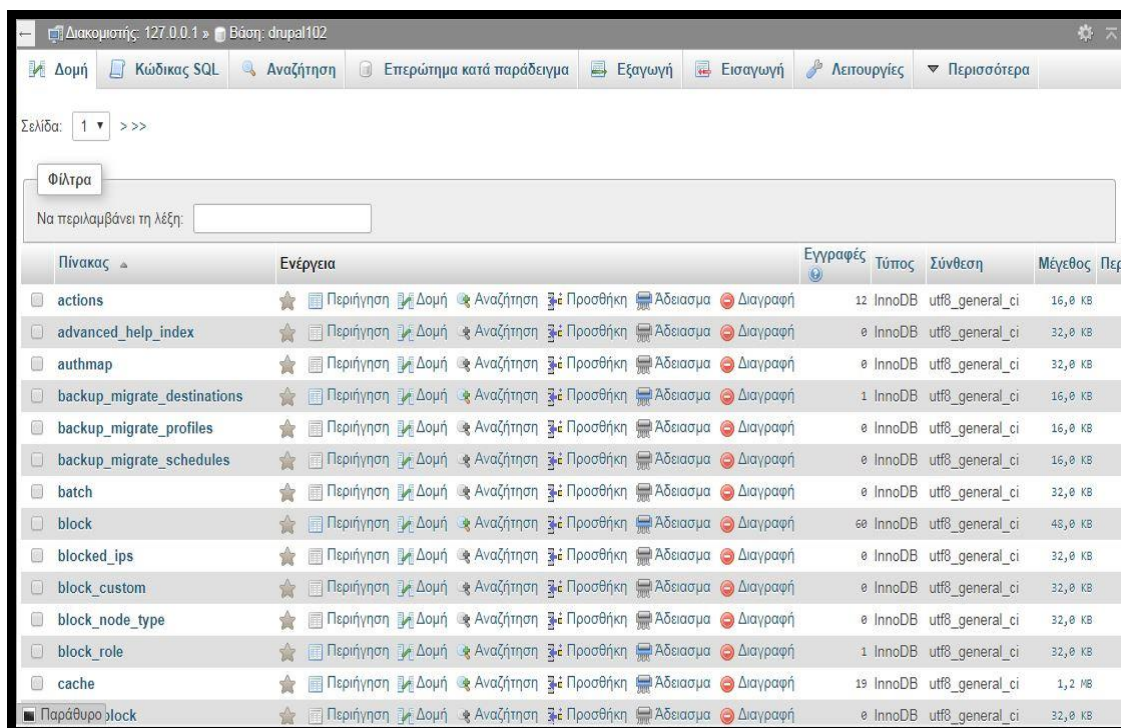 Διακομιστής: 127.0.0.1 » Βάση: drupal102
Δομή Κώδικας SQL Αναζήτηση Επερώτημα κατά παράδειγμα Εξαγωγή Εισαγωγή Λειτουργίες Περισσότερα
Σελίδα: 1 > >>
Φίλτρα
Να περιλαμβάνει τη λέξη:
Πίνακας Ενέργεια Εγγραφές Τύπος Σύνθεση Μέγεθος Περ
actions Περιήγηση Δομή Αναζήτηση Προσθήκη Άδειασμα Διαγραφή 12 InnoDB utf8_general_ci 16,0 KB
advanced_help_index Περιήγηση Δομή Αναζήτηση Προσθήκη Άδειασμα Διαγραφή 0 InnoDB utf8_general_ci 32,0 KB
authmap Περιήγηση Δομή Αναζήτηση Προσθήκη Άδειασμα Διαγραφή 0 InnoDB utf8_general_ci 32,0 KB
backup_migrate_destinations Περιήγηση Δομή Αναζήτηση Προσθήκη Άδειασμα Διαγραφή 1 InnoDB utf8_general_ci 16,0 KB
backup_migrate_profiles Περιήγηση Δομή Αναζήτηση Προσθήκη Άδειασμα Διαγραφή 0 InnoDB utf8_general_ci 16,0 KB
backup_migrate_schedules Περιήγηση Δομή Αναζήτηση Προσθήκη Άδειασμα Διαγραφή 0 InnoDB utf8_general_ci 16,0 KB
batch Περιήγηση Δομή Αναζήτηση Προσθήκη Άδειασμα Διαγραφή 0 InnoDB utf8_general_ci 32,0 KB
block Περιήγηση Δομή Αναζήτηση Προσθήκη Άδειασμα Διαγραφή 60 InnoDB utf8_general_ci 48,0 KB
blocked_ips Περιήγηση Δομή Αναζήτηση Προσθήκη Άδειασμα Διαγραφή 0 InnoDB utf8_general_ci 32,0 KB
block_custom Περιήγηση Δομή Αναζήτηση Προσθήκη Άδειασμα Διαγραφή 0 InnoDB utf8_general_ci 32,0 KB
block_node_type Περιήγηση Δομή Αναζήτηση Προσθήκη Άδειασμα Διαγραφή 0 InnoDB utf8_general_ci 32,0 KB
block_role Περιήγηση Δομή Αναζήτηση Προσθήκη Άδειασμα Διαγραφή 1 InnoDB utf8_general_ci 32,0 KB
cache Περιήγηση Δομή Αναζήτηση Προσθήκη Άδειασμα Διαγραφή 19 InnoDB utf8_general_ci 1,2 MB
Παράθυρο block Περιήγηση Δομή Αναζήτηση Προσθήκη Άδειασμα Διαγραφή 0 InnoDB utf8_general_ci 32,0 KB